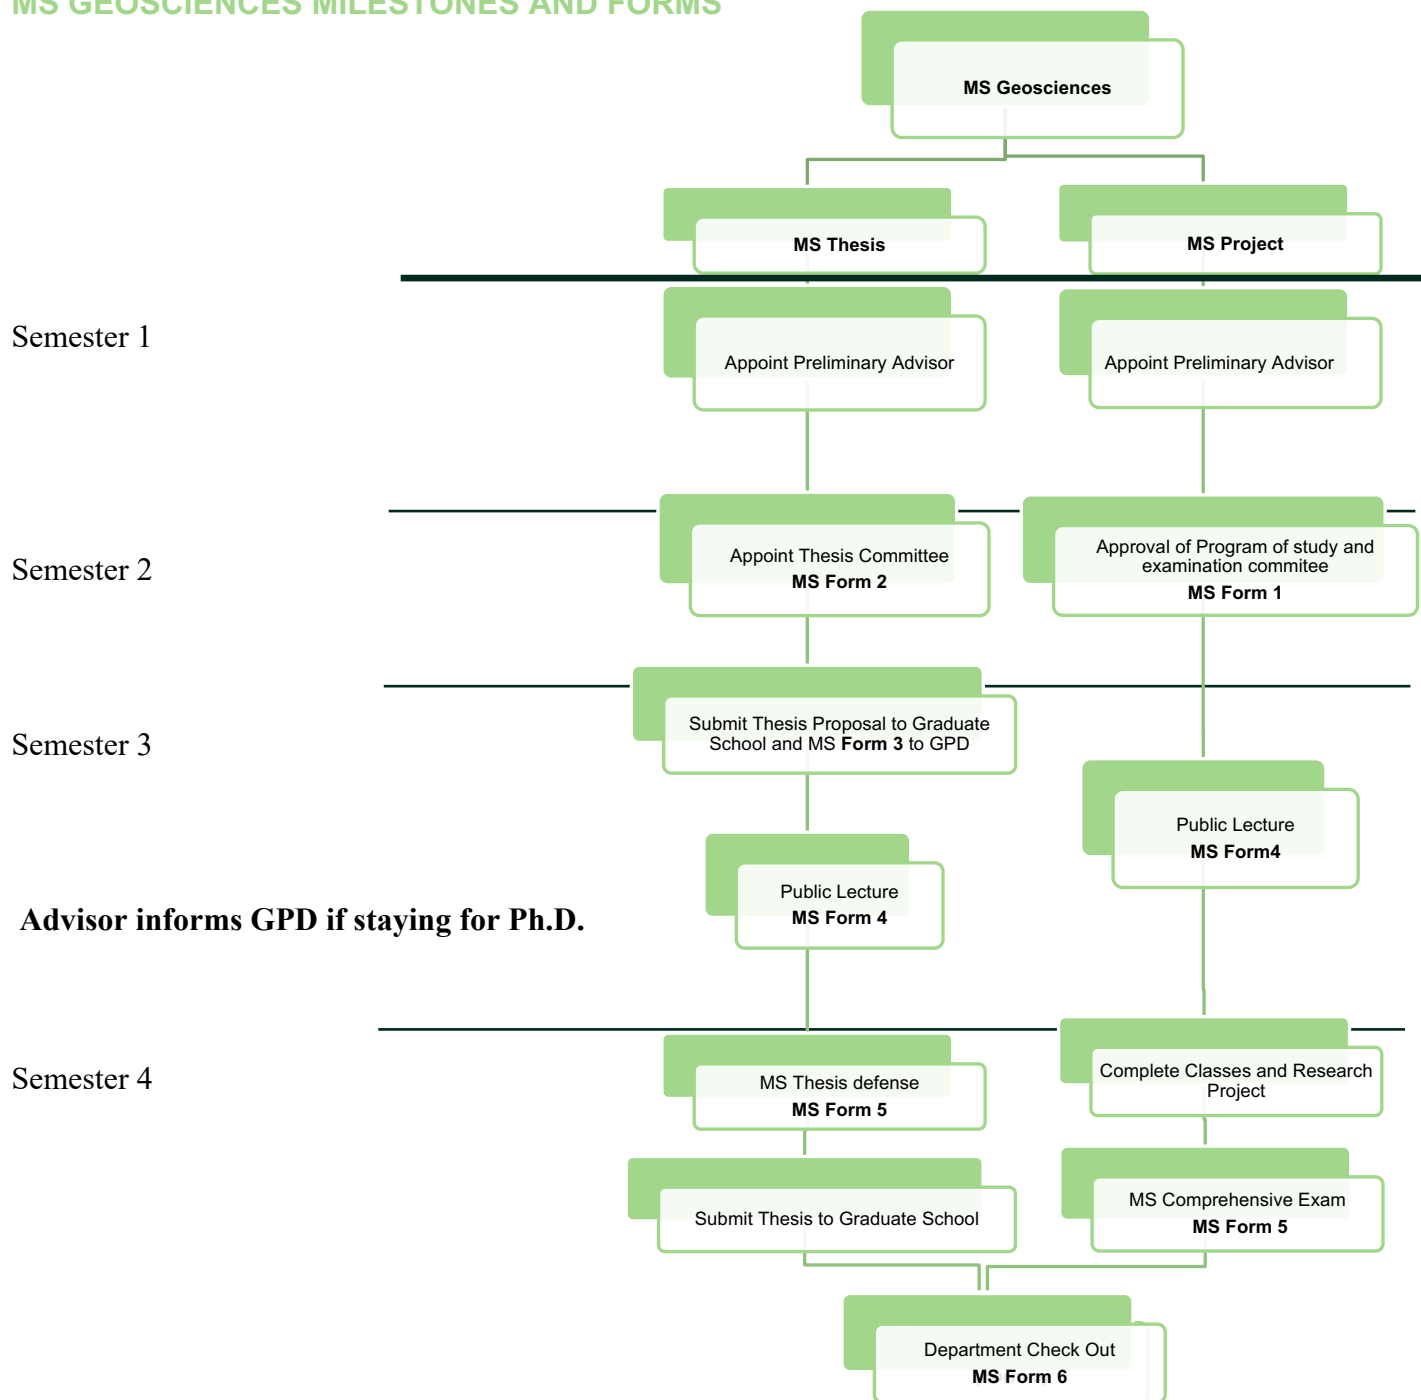 MS GEOSCIENCES MILESTONES AND FORMS
MS Geosciences
MS Thesis
MS Project
Semester 1
Appoint Preliminary Advisor
Appoint Preliminary Advisor
Semester 2
Appoint Thesis Committee
MS Form 2
Approval of Program of study and
examination commitee
MS Form 1
Semester 3
Submit Thesis Proposal to Graduate
School and MS Form 3 to GPD
Public Lecture
MS Form4
Public Lecture
MS Form 4
Advisor informs GPD if staying for Ph.D.
Semester 4
MS Thesis defense
MS Form 5
Complete Classes and Research
Project
Submit Thesis to Graduate School
MS Comprehensive Exam
MS Form 5
Department Check Out
MS Form 6